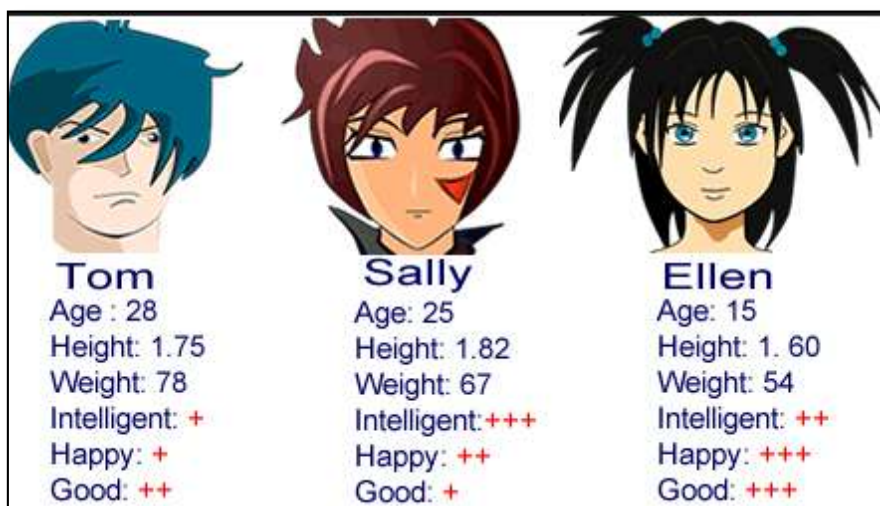 Tom
Age : 28
Height: 1.75
Weight: 78
Intelligent: +
Happy: +
Good: ++
Sally
Age: 25
Height: 1.82
Weight: 67
Intelligent:+++
Happy: ++
Good: +
Ellen
Age: 15
Height: 1. 60
Weight: 54
Intelligent: ++
Happy: +++
Good: +++